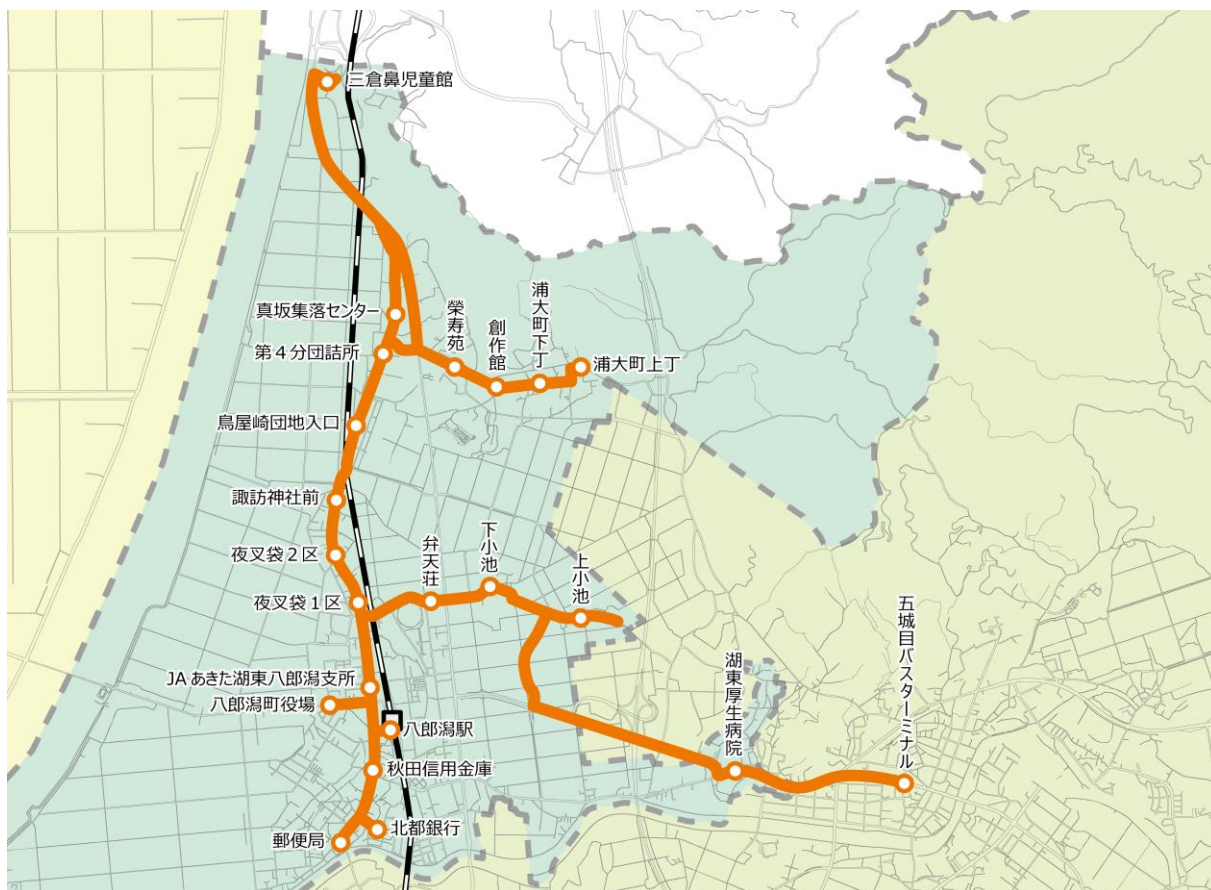 三倉鼻児童館
真坂集落センター
第４分団詰所
榮寿苑
創作館
浦大町下丁
浦大町上丁
鳥屋崎団地入口
諏訪神社前
夜叉袋２区
夜叉袋１区
弁天荘
下小池
上小池
JAあきた湖東八郎潟支所
八郎潟町役場
八郎潟駅
湖東厚生病院
五城目バスターミナル
秋田信用金庫
北都銀行
郵便局